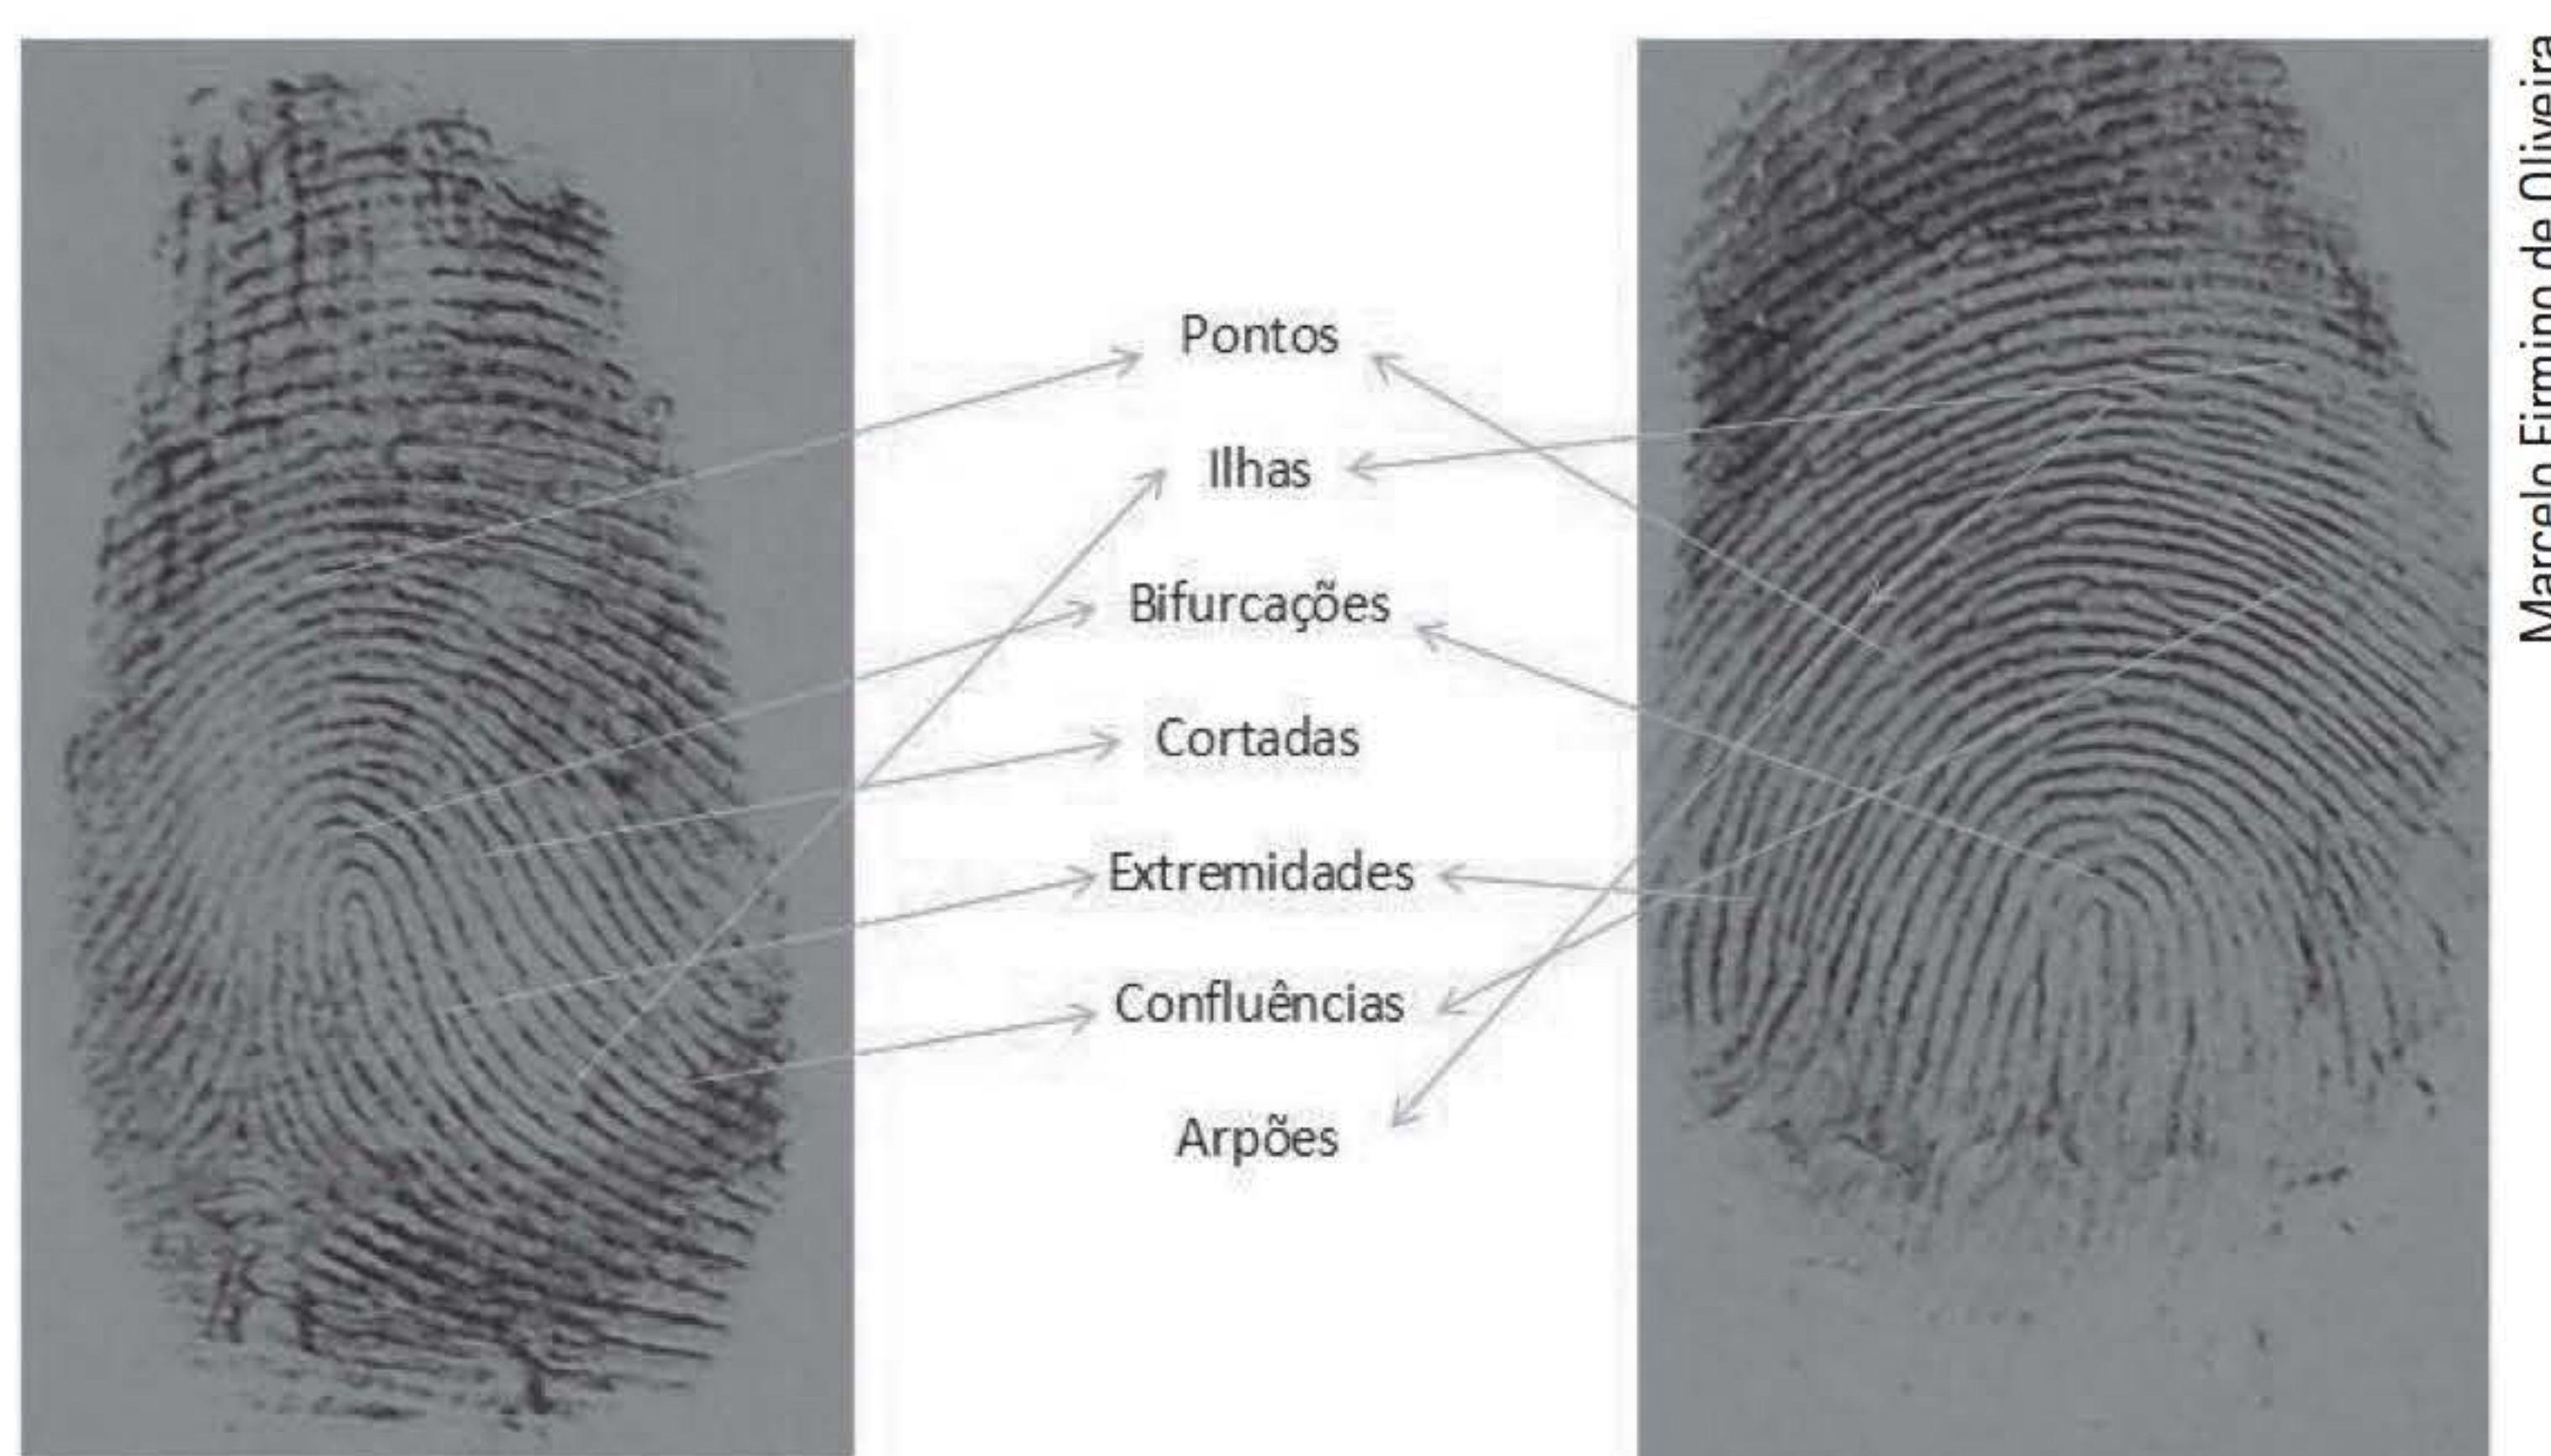 Pontos
Ilhas
Bifurcações
Cortadas
Extremidades
Confluências
Arpões
Marcelo Firmino de Oliveira